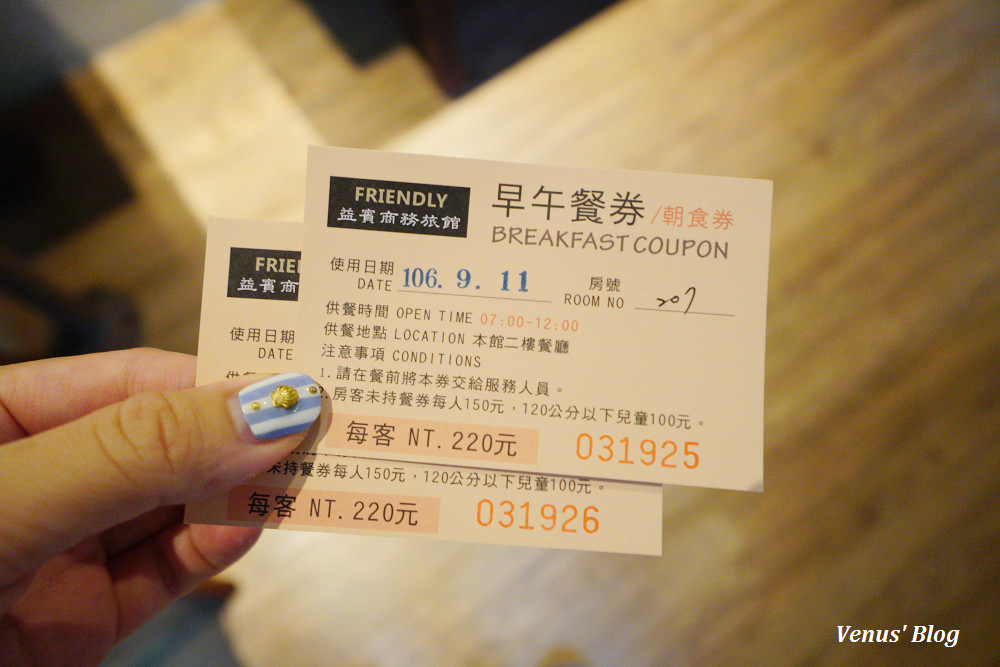 FRIENDLY
益賓商務旅館
早午餐券/朝食券
BREAKFAST COUPON
使用日期
DATE 106. 9. 11
房號
ROOM NO 207
供餐時間 OPEN TIME 07:00-12:00
供餐地點 LOCATION 本館二樓餐廳
注意事項 CONDITIONS
1.請在餐前將本券交給服務人員。
2.房客未持餐券每人150元，120公分以下兒童100元。
每客 NT.220元
031925
FRIE
益賓商
使用日期
DATE
未持餐券每人150元，120公分以下兒童100元。
每客 NT.220元
031926
Venus' Blog